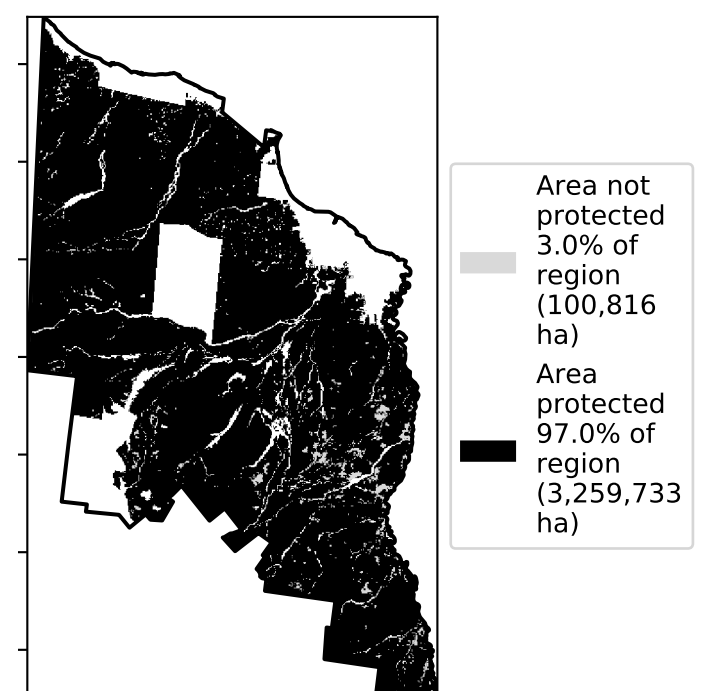 Area not
protected
3.0% of
region
(100,816
ha)
Area
protected
97.0% of
region
(3,259,733
ha)